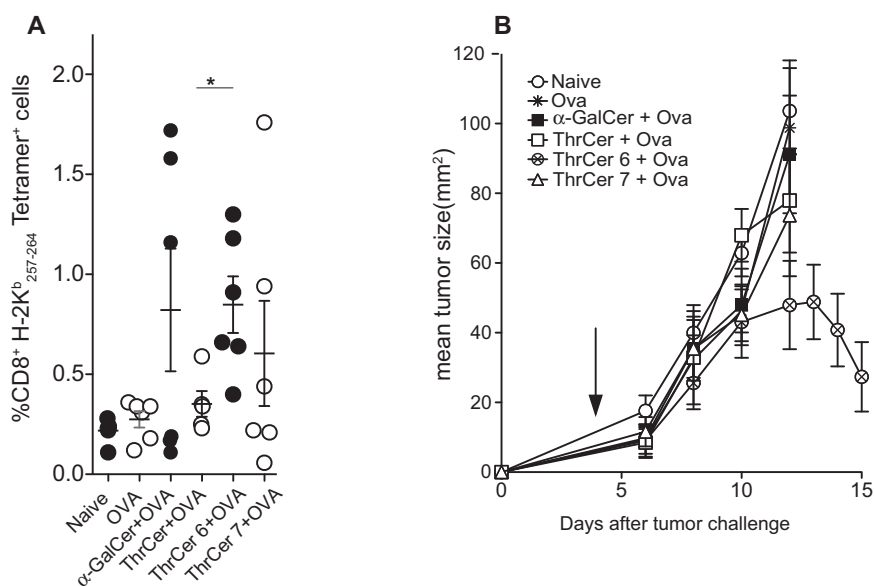 A
%CD8⁺ H-2Kᵇ₂₅₇₋₂₆₄ Tetramer⁺ cells
2.0
1.5
1.0
0.5
0.0
*
Naive
OVA
α-GalCer+OVA
ThrCer+OVA
ThrCer 6+OVA
ThrCer 7+OVA
B
mean tumor size(mm²)
120
100
80
60
40
20
0
Naive
Ova
α-GalCer + Ova
ThrCer + Ova
ThrCer 6 + Ova
ThrCer 7 + Ova
0 5 10 15
Days after tumor challenge